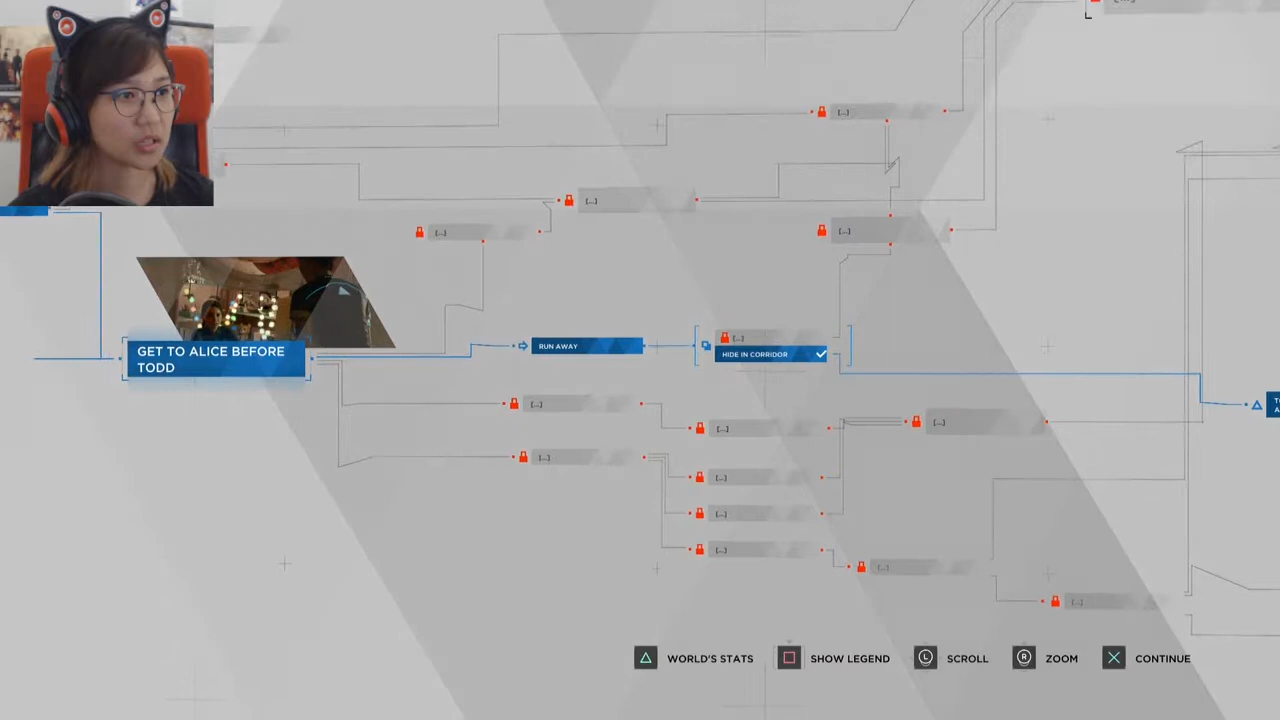 [...]
[...]
[...]
[...]
GET TO ALICE BEFORE
TODD
RUN AWAY
[...]
HIDE IN CORRIDOR
[...]
[...]
[...]
[...]
[...]
[...]
[...]
[...]
[...]
WORLD'S STATS
SHOW LEGEND
L
SCROLL
R
ZOOM
CONTINUE